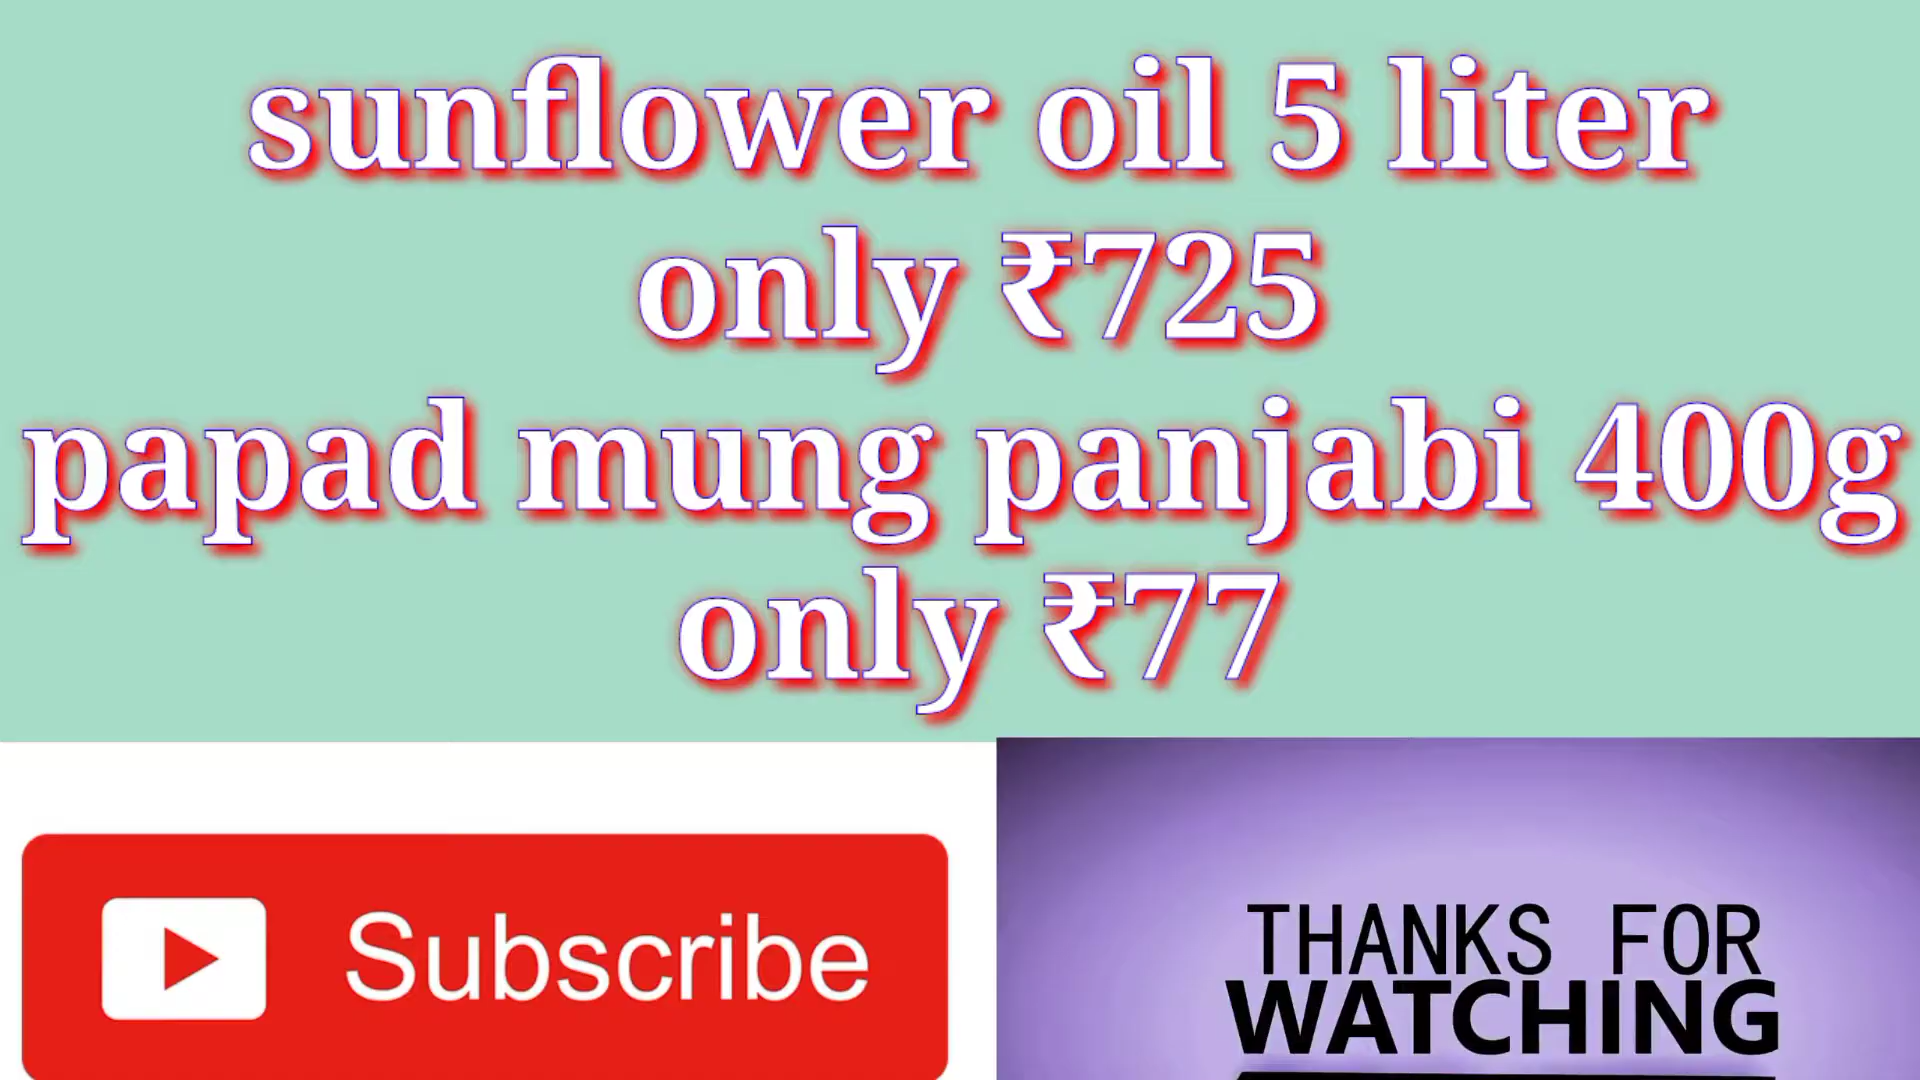 sunflower oil 5 liter
only ₹725
papad mung panjabi 400g
only ₹77
Subscribe
THANKS FOR
WATCHING